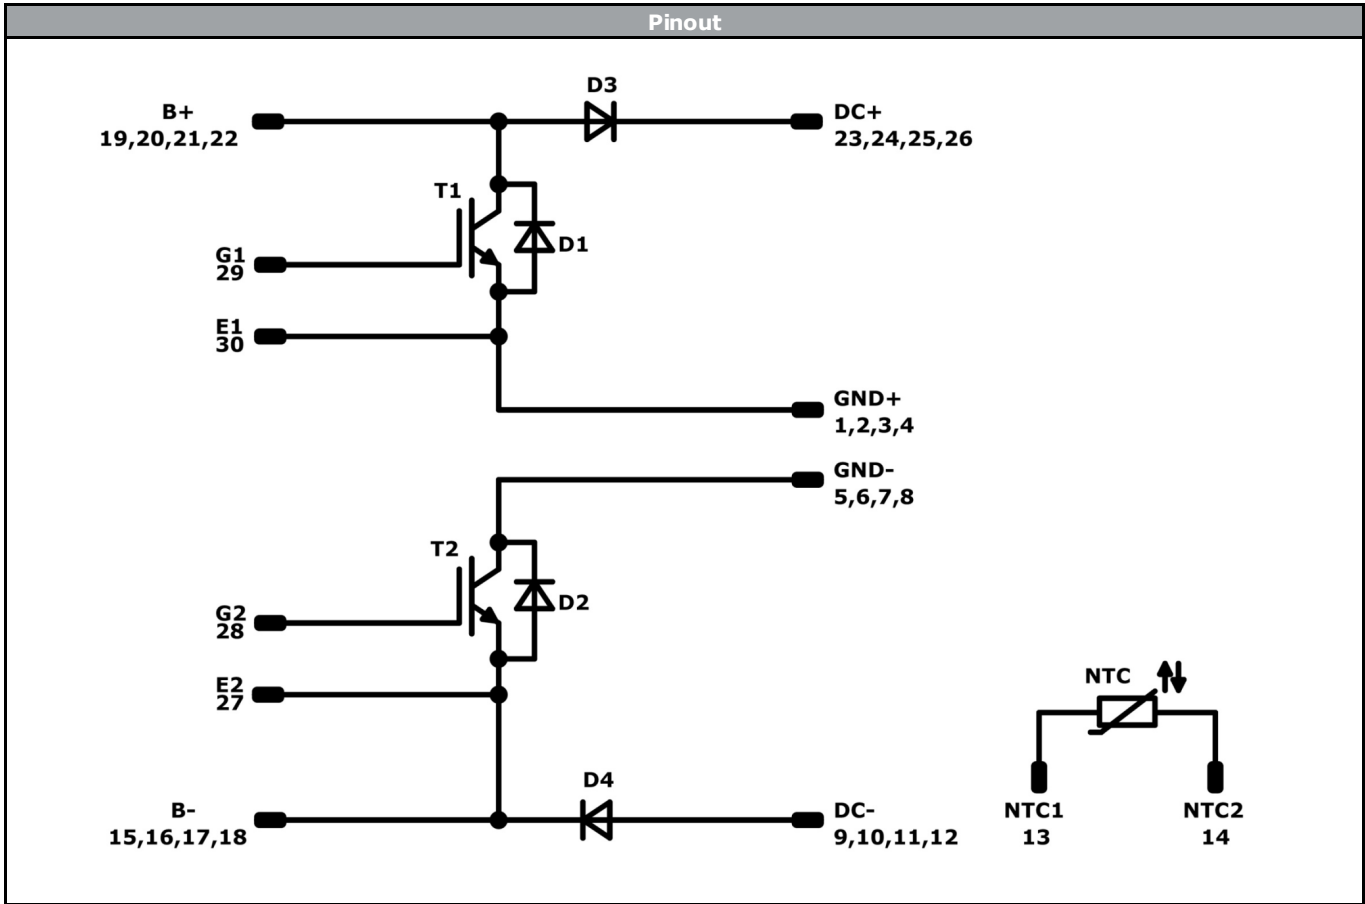 Pinout
D3
B+
19,20,21,22
DC+
23,24,25,26
T1
D1
G1
29
E1
30
GND+
1,2,3,4
GND-
5,6,7,8
T2
D2
G2
28
E2
27
NTC
D4
B-
15,16,17,18
DC-
9,10,11,12
NTC1
13
NTC2
14